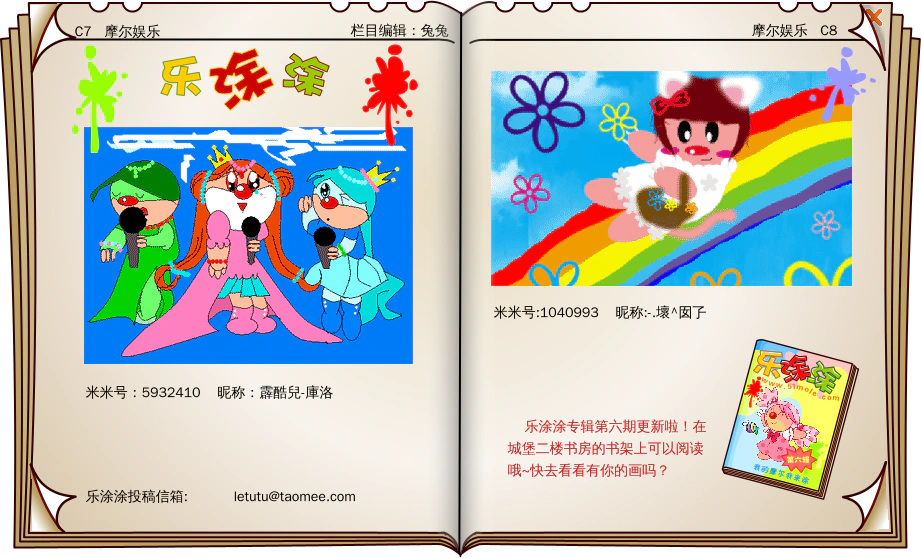 C7 摩尔娱乐
栏目编辑：兔兔
乐涂涂
米米号：5932410 昵称：霹酷兒-庫洛
乐涂涂投稿信箱: letutu@taomee.com
摩尔娱乐 C8
米米号:1040993 昵称:-.壞^囡了
乐涂涂专辑第六期更新啦！在
城堡二楼书房的书架上可以阅读
哦~快去看看有你的画吗？
乐涂涂
www.51mole.com
第六辑
我的摩尔我来涂